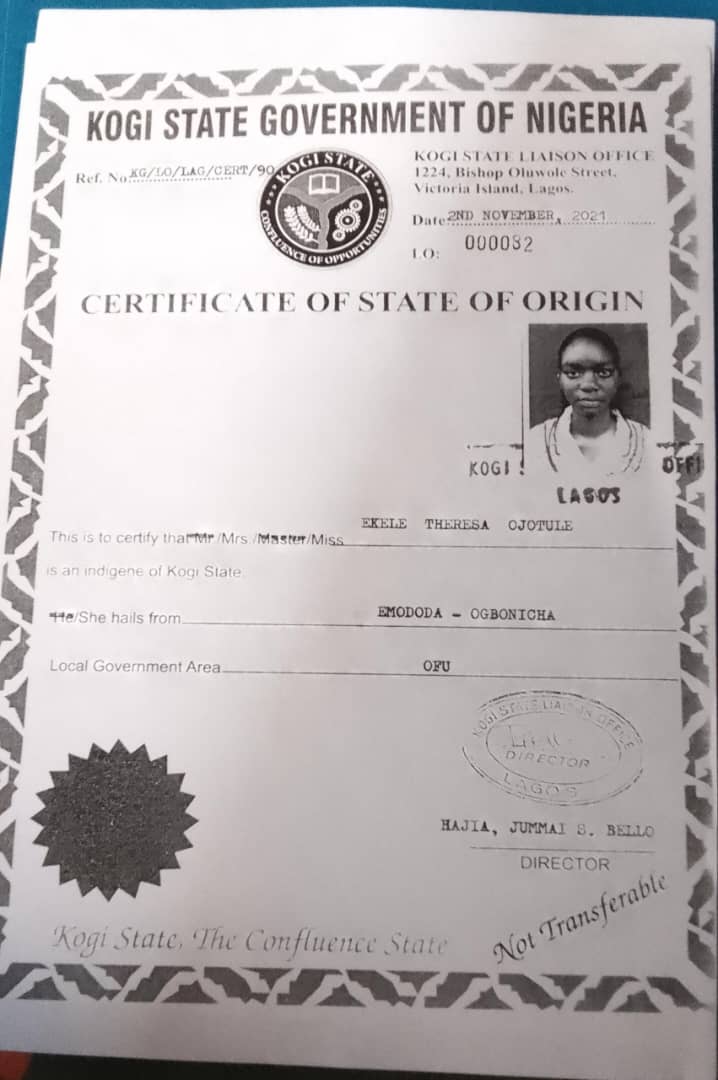 KOGI STATE GOVERNMENT OF NIGERIA
Ref. No KG/LO/LAG/CERT/90
KOGI STATE
CONFLUENCE OF OPPORTUNITIES
KOGI STATE LIAISON OFFICE
1224, Bishop Oluwole Street,
Victoria Island, Lagos.
Date: 2ND NOVEMBER, 2021
LO: 000032
CERTIFICATE OF STATE OF ORIGIN
KOGI S OFFI
LAGOS
EKELE THERESA OJOTULE
This is to certify that Mr/Mrs./Master/Miss
is an indigene of Kogi State.
He/She hails from EMODODA - OGBONICHA
Local Government Area OFU
KOGI STATE LIAISON OFFICE
DIRECTOR
LAGOS
HAJIA, JUMMAI S. BELLO
DIRECTOR
Kogi State, The Confluence State
Not Transferable